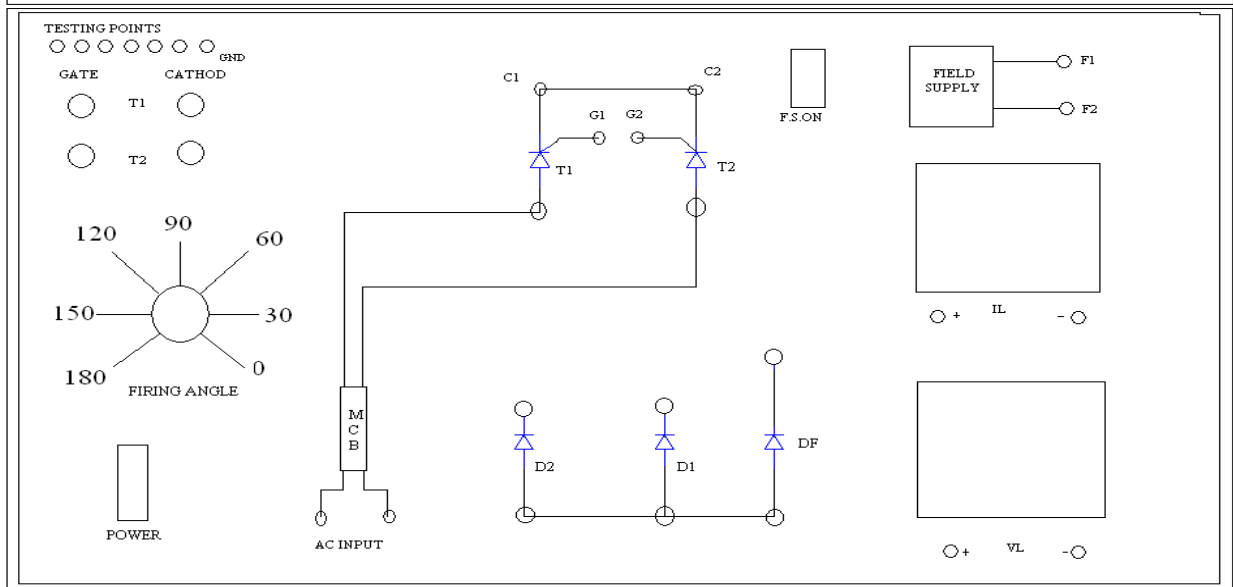 TESTING POINTS
GND
GATE CATHOD
T1
T2
C1 C2
G1 G2
T1 T2
F.S.ON
FIELD
SUPPLY
F1
F2
90
120 60
150 30
180 0
FIRING ANGLE
+ IL -
M
C
B
D2 D1 DF
POWER
AC INPUT
+ VL -